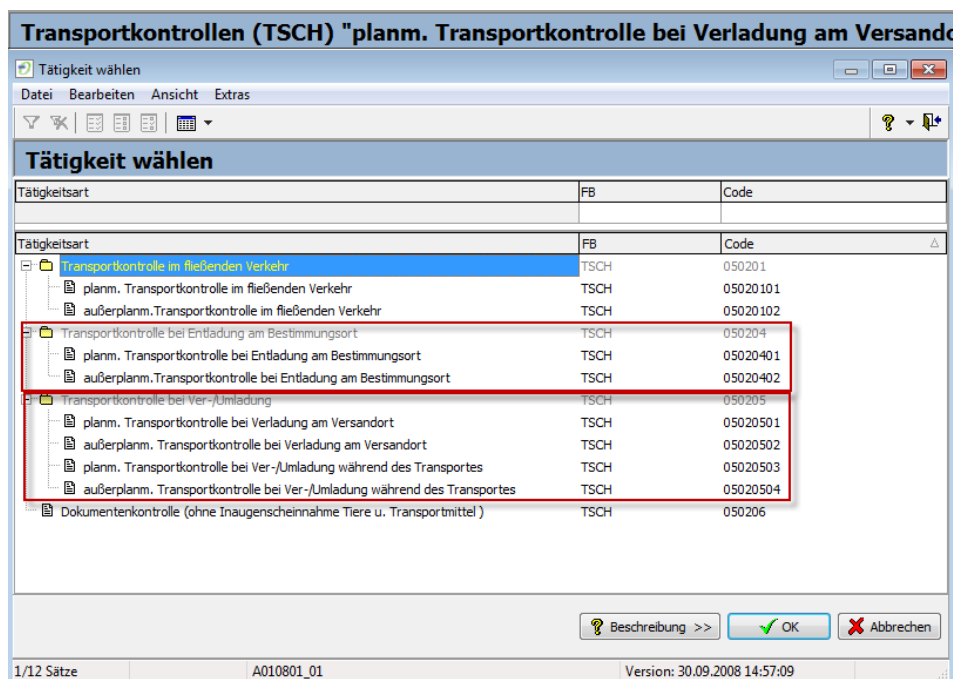 Transportkontrollen (TSCH) "planm. Transportkontrolle bei Verladung am Versando
Tätigkeit wählen
Datei Bearbeiten Ansicht Extras
Tätigkeit wählen
Tätigkeitsart FB Code
Tätigkeitsart FB Code
Transportkontrolle im fließenden Verkehr TSCH 050201
planm. Transportkontrolle im fließenden Verkehr TSCH 05020101
außerplanm.Transportkontrolle im fließenden Verkehr TSCH 05020102
Transportkontrolle bei Entladung am Bestimmungsort TSCH 050204
planm. Transportkontrolle bei Entladung am Bestimmungsort TSCH 05020401
außerplanm.Transportkontrolle bei Entladung am Bestimmungsort TSCH 05020402
Transportkontrolle bei Ver-/Umladung TSCH 050205
planm. Transportkontrolle bei Verladung am Versandort TSCH 05020501
außerplanm. Transportkontrolle bei Verladung am Versandort TSCH 05020502
planm. Transportkontrolle bei Ver-/Umladung während des Transportes TSCH 05020503
außerplanm. Transportkontrolle bei Ver-/Umladung während des Transportes TSCH 05020504
Dokumentenkontrolle (ohne Inaugenscheinnahme Tiere u. Transportmittel ) TSCH 050206
Beschreibung >> OK Abbrechen
1/12 Sätze A010801_01 Version: 30.09.2008 14:57:09